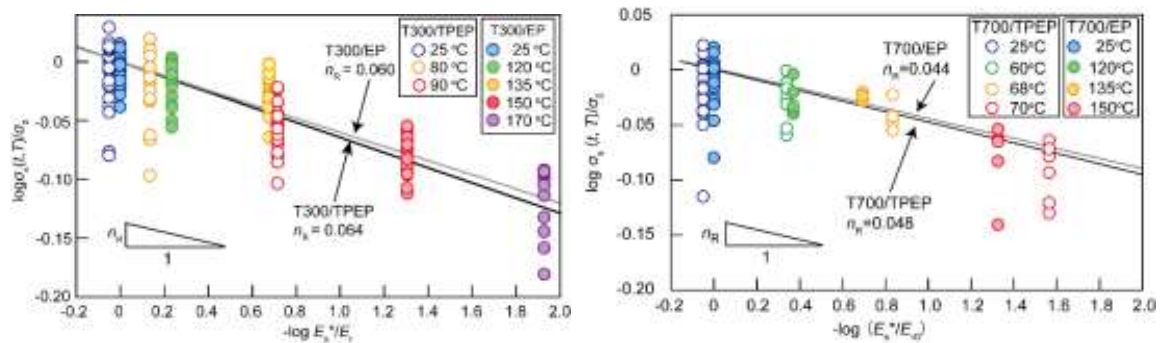 T300/TPEP
25 °C
80 °C
90 °C
T300/EP
25 °C
120 °C
135 °C
150 °C
170 °C
T300/EP
n_R = 0.060
T300/TPEP
n_R = 0.064
n_R
1
0
-0.05
-0.10
-0.15
-0.20
-0.2 0 0.2 0.4 0.6 0.8 1.0 1.2 1.4 1.6 1.8 2.0
0.05
0
-0.05
-0.10
-0.15
-0.20
T700/TPEP
25°C
60°C
68°C
70°C
T700/EP
25°C
120°C
135°C
150°C
T700/EP
n_R=0.044
T700/TPEP
n_R=0.048
n_R
1
-0.2 0 0.2 0.4 0.6 0.8 1.0 1.2 1.4 1.6 1.8 2.0